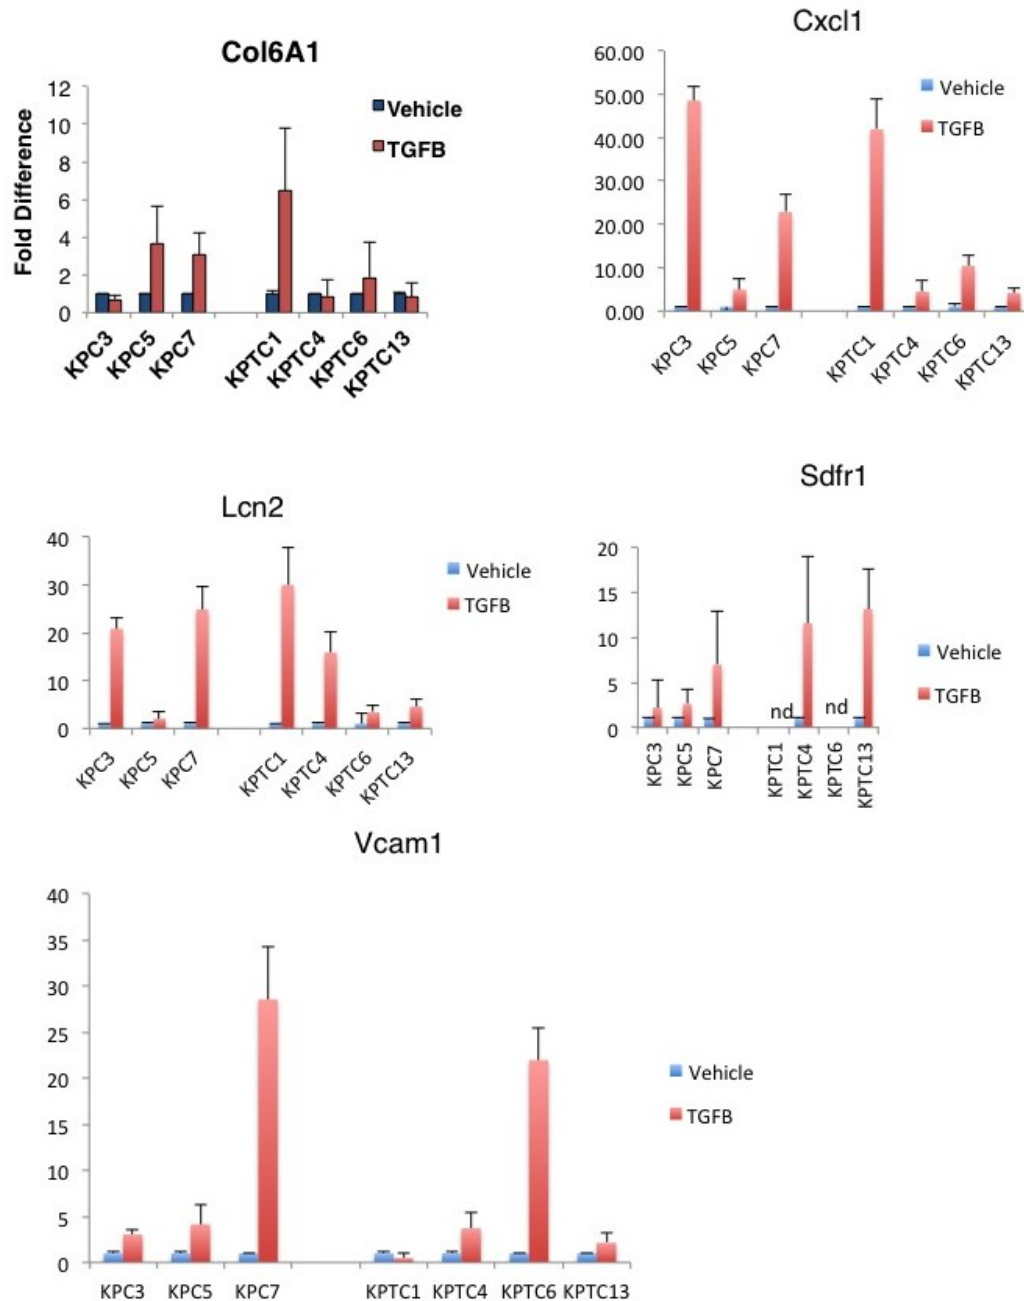 Col6A1
Fold Difference
12
10
8
6
4
2
0
Vehicle
TGFB
KPC3 KPC5 KPC7 KPTC1 KPTC4 KPTC6 KPTC13
Cxcl1
60.00
50.00
40.00
30.00
20.00
10.00
0.00
Vehicle
TGFB
KPC3 KPC5 KPC7 KPTC1 KPTC4 KPTC6 KPTC13
Lcn2
40
30
20
10
0
Vehicle
TGFB
KPC3 KPC5 KPC7 KPTC1 KPTC4 KPTC6 KPTC13
Sdfr1
20
15
10
5
0
nd nd
Vehicle
TGFB
KPC3 KPC5 KPC7 KPTC1 KPTC4 KPTC6 KPTC13
Vcam1
40
35
30
25
20
15
10
5
0
Vehicle
TGFB
KPC3 KPC5 KPC7 KPTC1 KPTC4 KPTC6 KPTC13